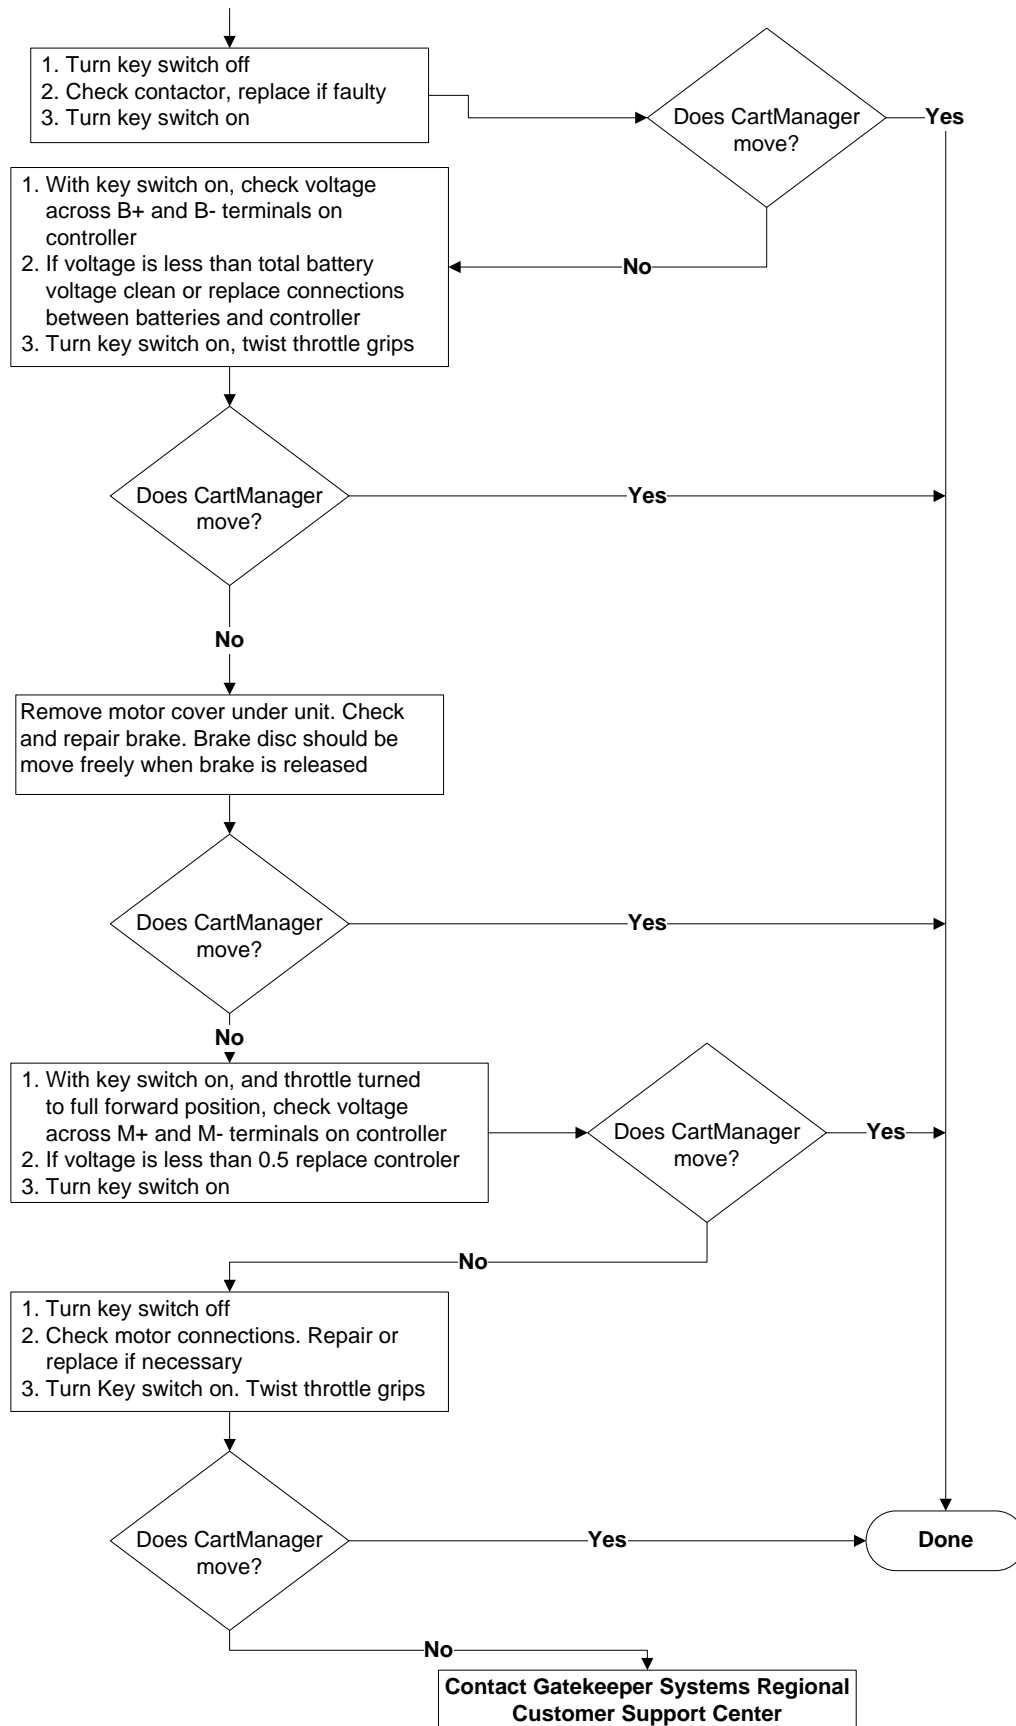 1. Turn key switch off
2. Check contactor, replace if faulty
3. Turn key switch on
Does CartManager
move?
Yes
No
1. With key switch on, check voltage
across B+ and B- terminals on
controller
2. If voltage is less than total battery
voltage clean or replace connections
between batteries and controller
3. Turn key switch on, twist throttle grips
Does CartManager
move?
Yes
No
Remove motor cover under unit. Check
and repair brake. Brake disc should be
move freely when brake is released
Does CartManager
move?
Yes
No
1. With key switch on, and throttle turned
to full forward position, check voltage
across M+ and M- terminals on controller
2. If voltage is less than 0.5 replace controler
3. Turn key switch on
Does CartManager
move?
Yes
No
1. Turn key switch off
2. Check motor connections. Repair or
replace if necessary
3. Turn Key switch on. Twist throttle grips
Does CartManager
move?
Yes
Done
No
Contact Gatekeeper Systems Regional
Customer Support Center